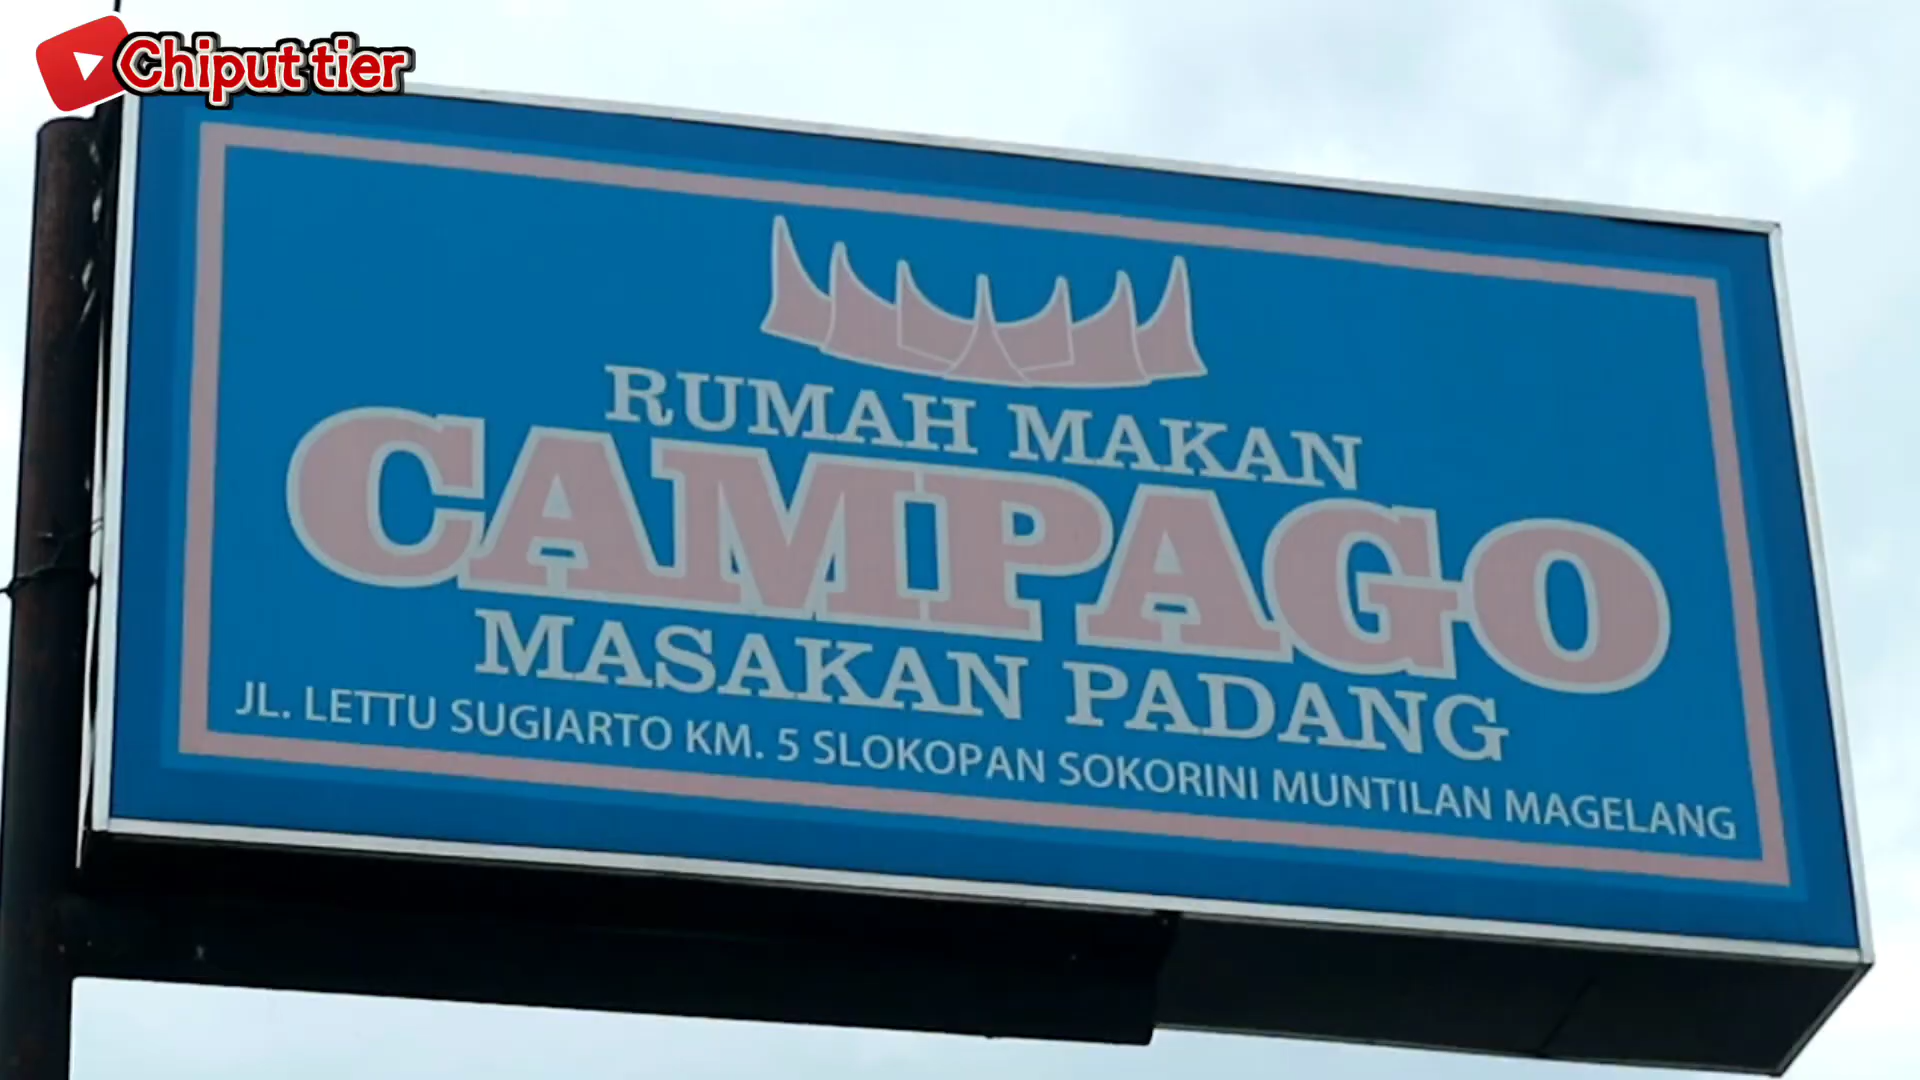 Chiput tier
RUMAH MAKAN
CAMPAGO
MASAKAN PADANG
JL. LETTU SUGIARTO KM. 5 SLOKOPAN SOKORINI MUNTILAN MAGELANG